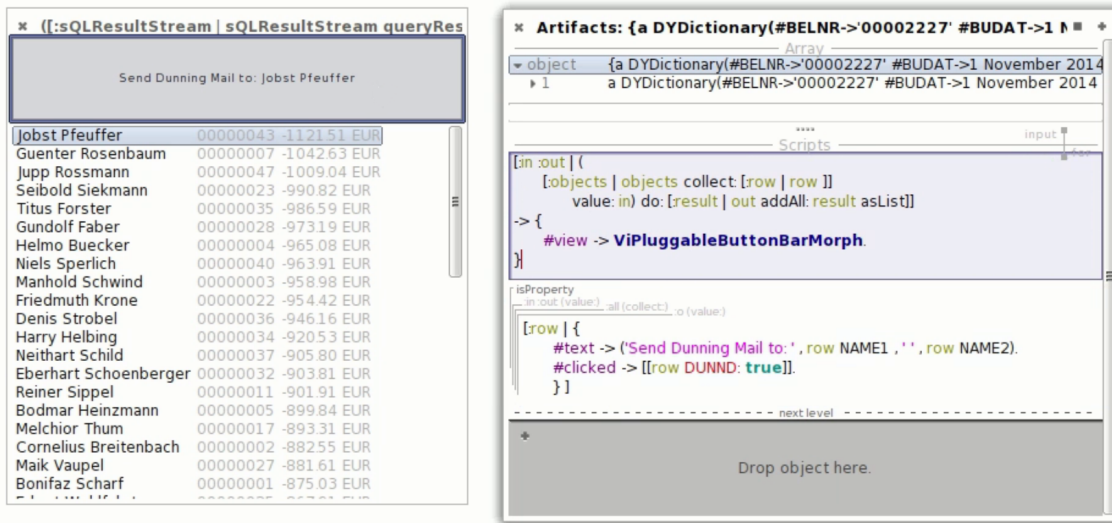 ([:sQLResultStream | sQLResultStream queryRes
Send Dunning Mail to: Jobst Pfeuffer
Jobst Pfeuffer 00000043 -1121.51 EUR
Guenter Rosenbaum 00000007 -1042.63 EUR
Jupp Rossmann 00000047 -1009.04 EUR
Seibold Siekmann 00000023 -990.82 EUR
Titus Forster 00000035 -986.59 EUR
Gundolf Faber 00000028 -973.19 EUR
Helmo Buecker 00000004 -965.08 EUR
Niels Sperlich 00000040 -963.91 EUR
Manhold Schwind 00000003 -958.98 EUR
Friedmuth Krone 00000022 -954.42 EUR
Denis Strobel 00000036 -946.16 EUR
Harry Helbing 00000034 -920.53 EUR
Neithart Schild 00000037 -905.80 EUR
Eberhart Schoenberger 00000032 -903.81 EUR
Reiner Sippel 00000011 -901.91 EUR
Bodmar Heinzmann 00000005 -899.84 EUR
Melchior Thum 00000017 -893.31 EUR
Cornelius Breitenbach 00000002 -882.55 EUR
Maik Vaupel 00000027 -881.61 EUR
Bonifaz Scharf 00000001 -875.03 EUR
Artifacts: {a DYDictionary(#BELNR->'00002227' #BUDAT->1 N
Array
object {a DYDictionary(#BELNR->'00002227' #BUDAT->1 November 2014
1 a DYDictionary(#BELNR->'00002227' #BUDAT->1 November 2014
input
Scripts
for
[:in :out | (
[:objects | objects collect: [:row | row ]]
value: in) do: [:result | out addAll: result asList]]
-> {
#view -> ViPluggableButtonBarMorph.
}
isProperty
:in :out (value:) :all (collect:) :o (value:)
[:row | {
#text -> ('Send Dunning Mail to: ' , row NAME1 , ' ' , row NAME2).
#clicked -> [[row DUNND: true]].
} ]
next level
Drop object here.